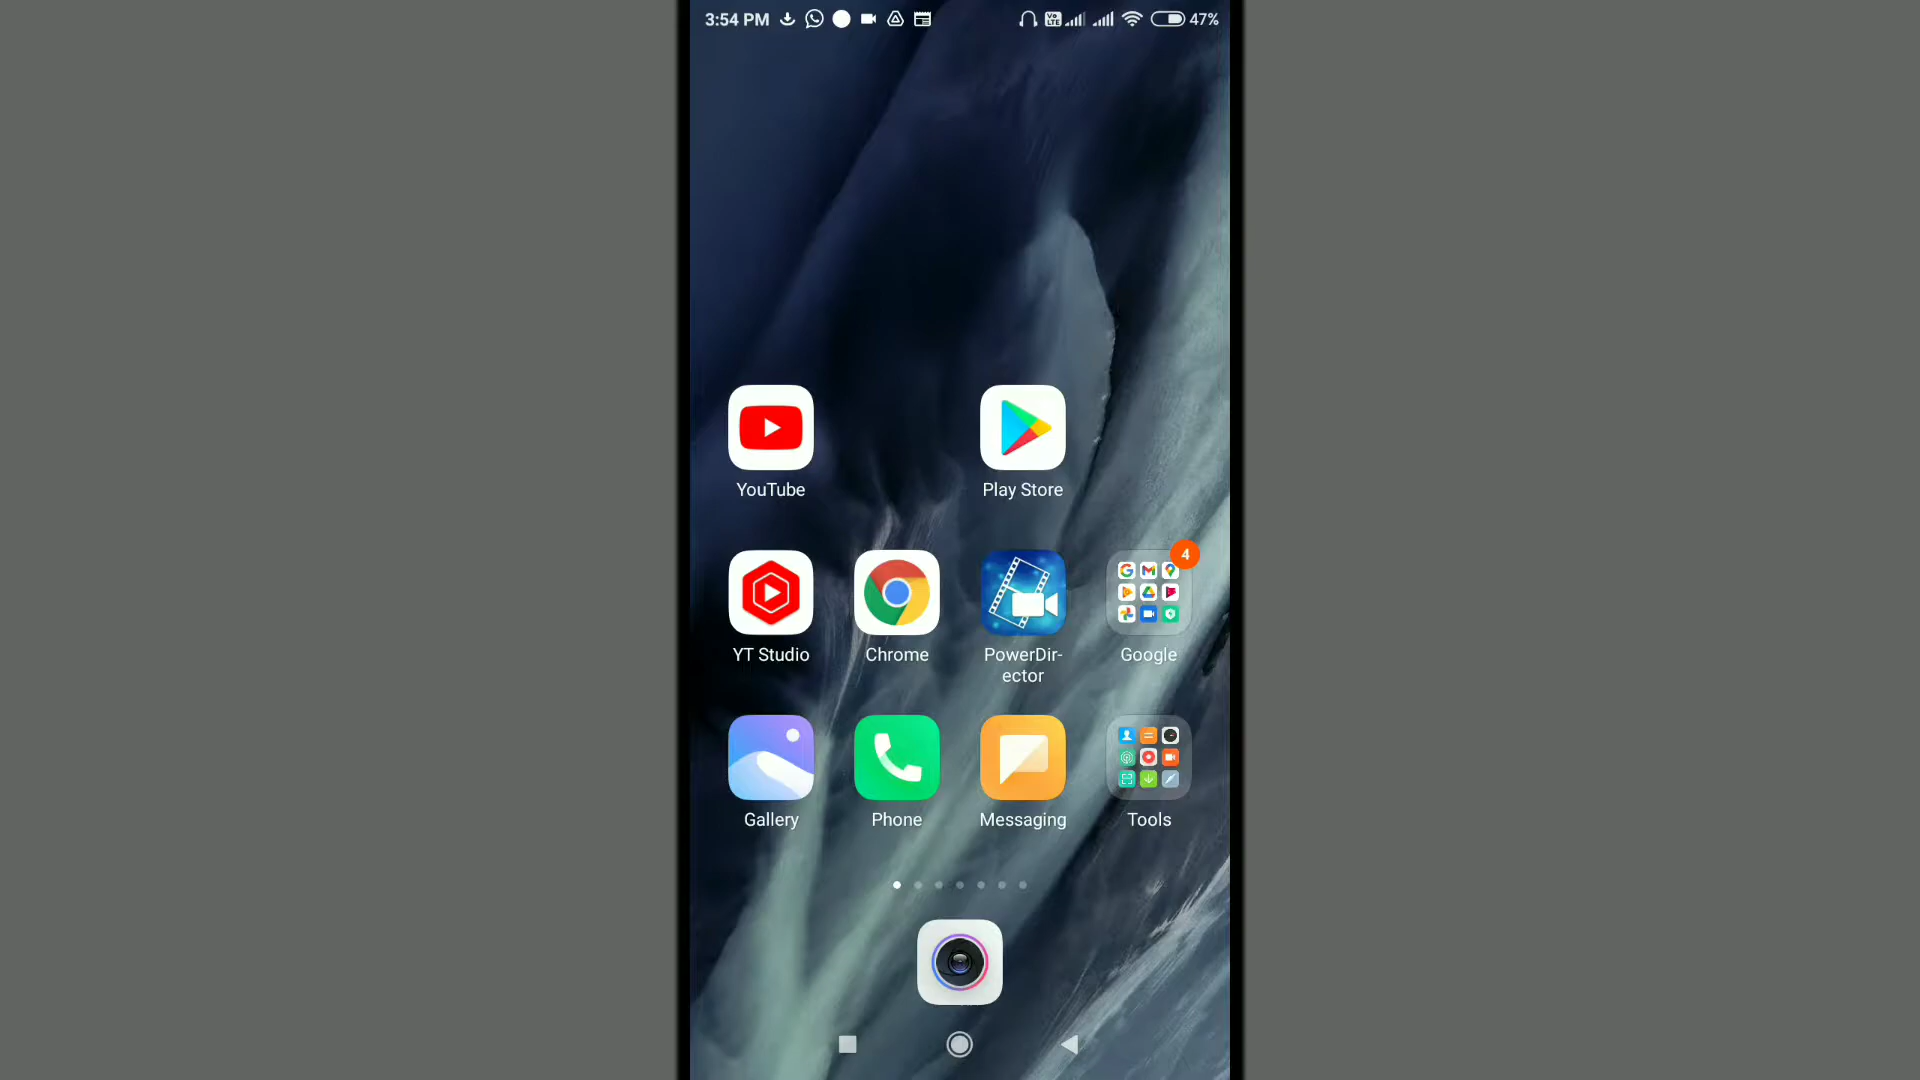 3:54 PM 47%
YouTube Play Store
4
YT Studio Chrome PowerDir-
ector Google
Gallery Phone Messaging Tools